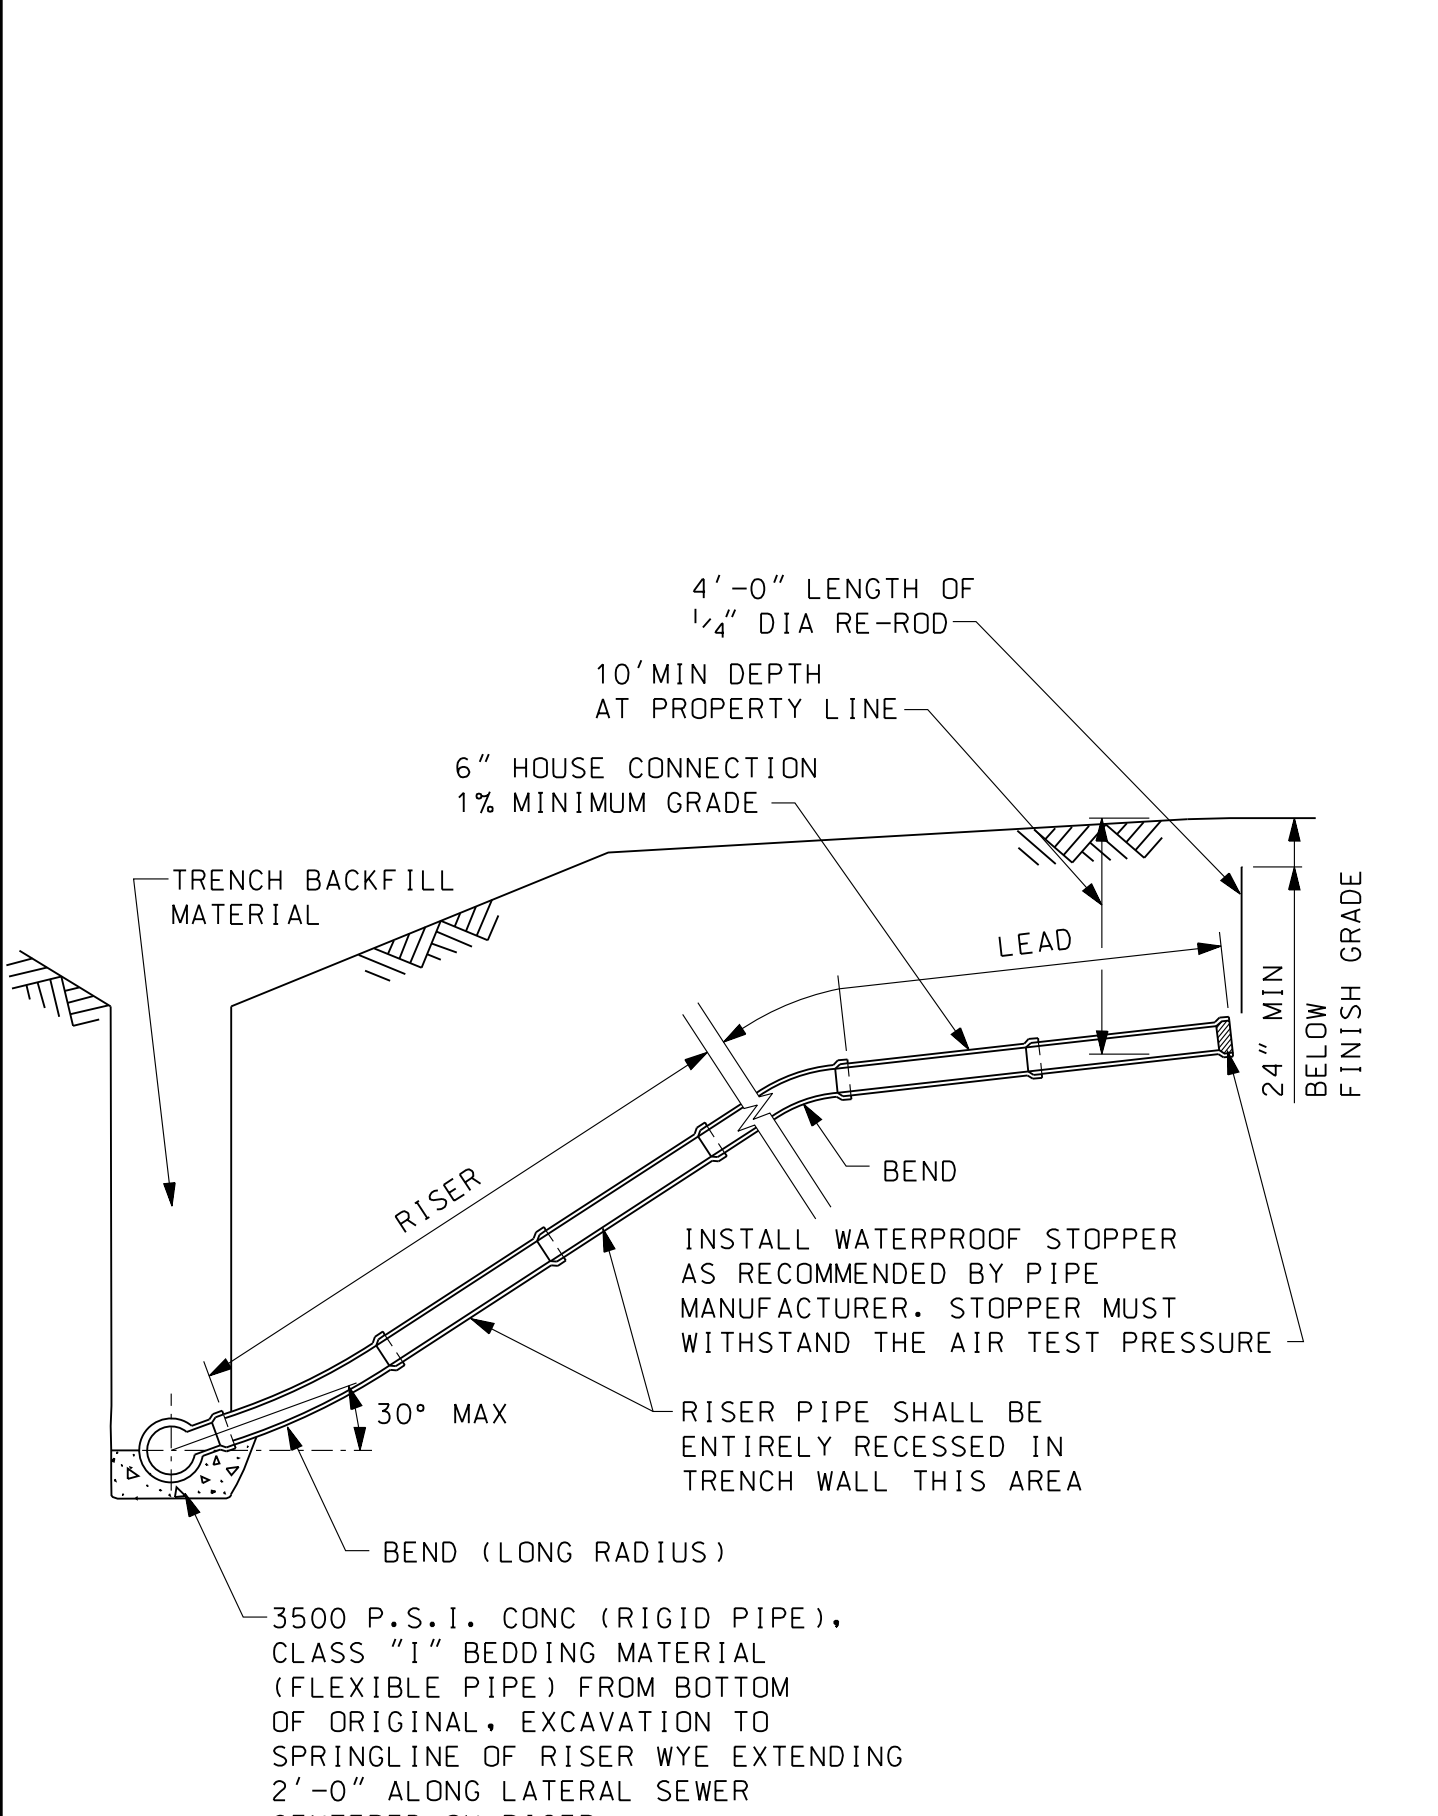 4'-0" LENGTH OF
1/4" DIA RE-ROD
10'MIN DEPTH
AT PROPERTY LINE
6" HOUSE CONNECTION
1% MINIMUM GRADE
TRENCH BACKFILL
MATERIAL
LEAD
24" MIN
BELOW
FINISH GRADE
RISER
BEND
INSTALL WATERPROOF STOPPER
AS RECOMMENDED BY PIPE
MANUFACTURER. STOPPER MUST
WITHSTAND THE AIR TEST PRESSURE
30° MAX
RISER PIPE SHALL BE
ENTIRELY RECESSED IN
TRENCH WALL THIS AREA
BEND (LONG RADIUS)
3500 P.S.I. CONC (RIGID PIPE),
CLASS "I" BEDDING MATERIAL
(FLEXIBLE PIPE) FROM BOTTOM
OF ORIGINAL, EXCAVATION TO
SPRINGLINE OF RISER WYE EXTENDING
2'-0" ALONG LATERAL SEWER